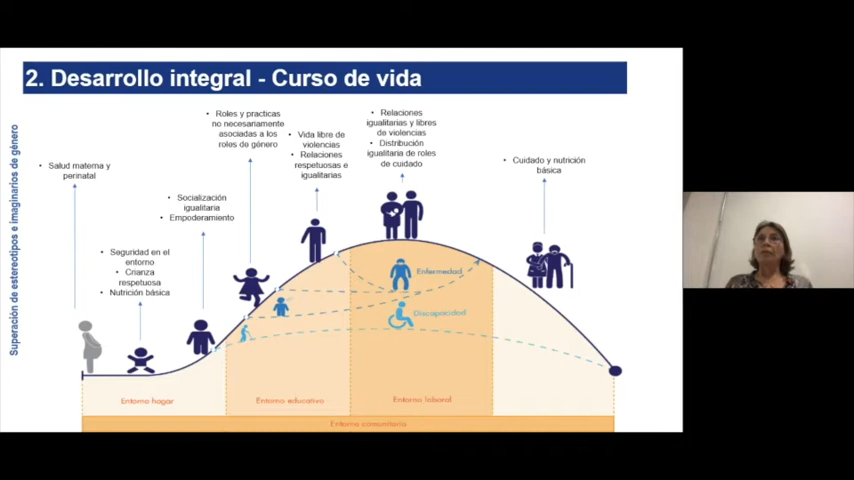 2. Desarrollo integral - Curso de vida
Superación de estereotipos e imaginarios de género
• Salud materna y
perinatal
• Seguridad en el
entorno
• Crianza
respetuosa
• Nutrición básica
• Socialización
igualitaria
• Empoderamiento
• Roles y practicas
no necesariamente
asociadas a los
roles de género
• Vida libre de
violencias
• Relaciones
respetuosas e
igualitarias
• Relaciones
igualitarias y libres
de violencias
• Distribución
igualitaria de roles
de cuidado
• Cuidado y nutrición
básica
Enfermedad
Discapacidad
Entorno hogar
Entorno educativo
Entorno laboral
Entorno comunitario